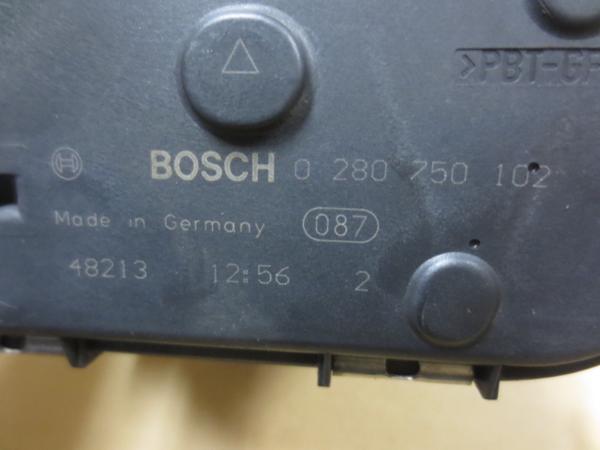 >PBT-GF
BOSCH 0 280 750 102
Made in Germany 087
48213 12:56 2